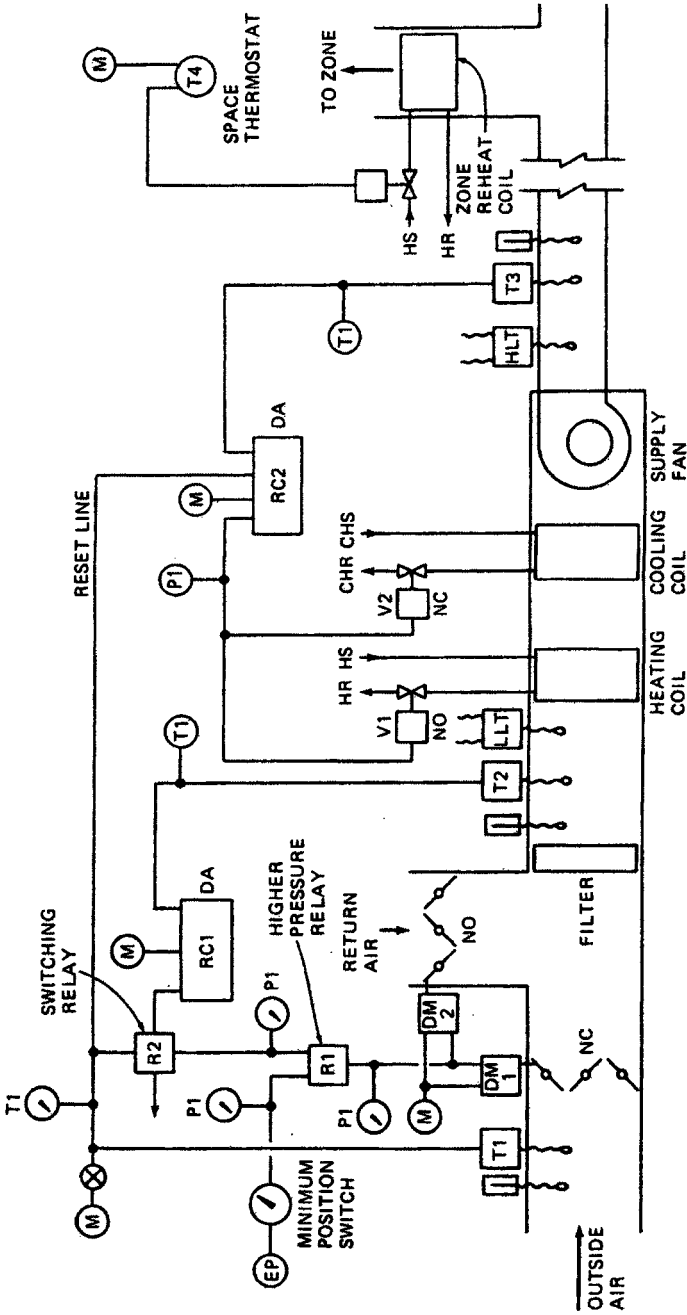 M
T4
SPACE
THERMOSTAT
TO ZONE
HS
HR
ZONE
REHEAT
COIL
RESET LINE
T1
M
SWITCHING
RELAY
R2
M
RC1
DA
T1
P1
M
RC2
DA
T1
EP
MINIMUM
POSITION
SWITCH
P1
P1
HIGHER
PRESSURE
RELAY
R1
P1
M
DM
1
DM
2
RETURN
AIR
NO
NC
V1
NO
HR HS
V2
NC
CHR CHS
T1
T2
LLT
HLT
T3
OUTSIDE
AIR
FILTER
HEATING
COIL
COOLING
COIL
SUPPLY
FAN